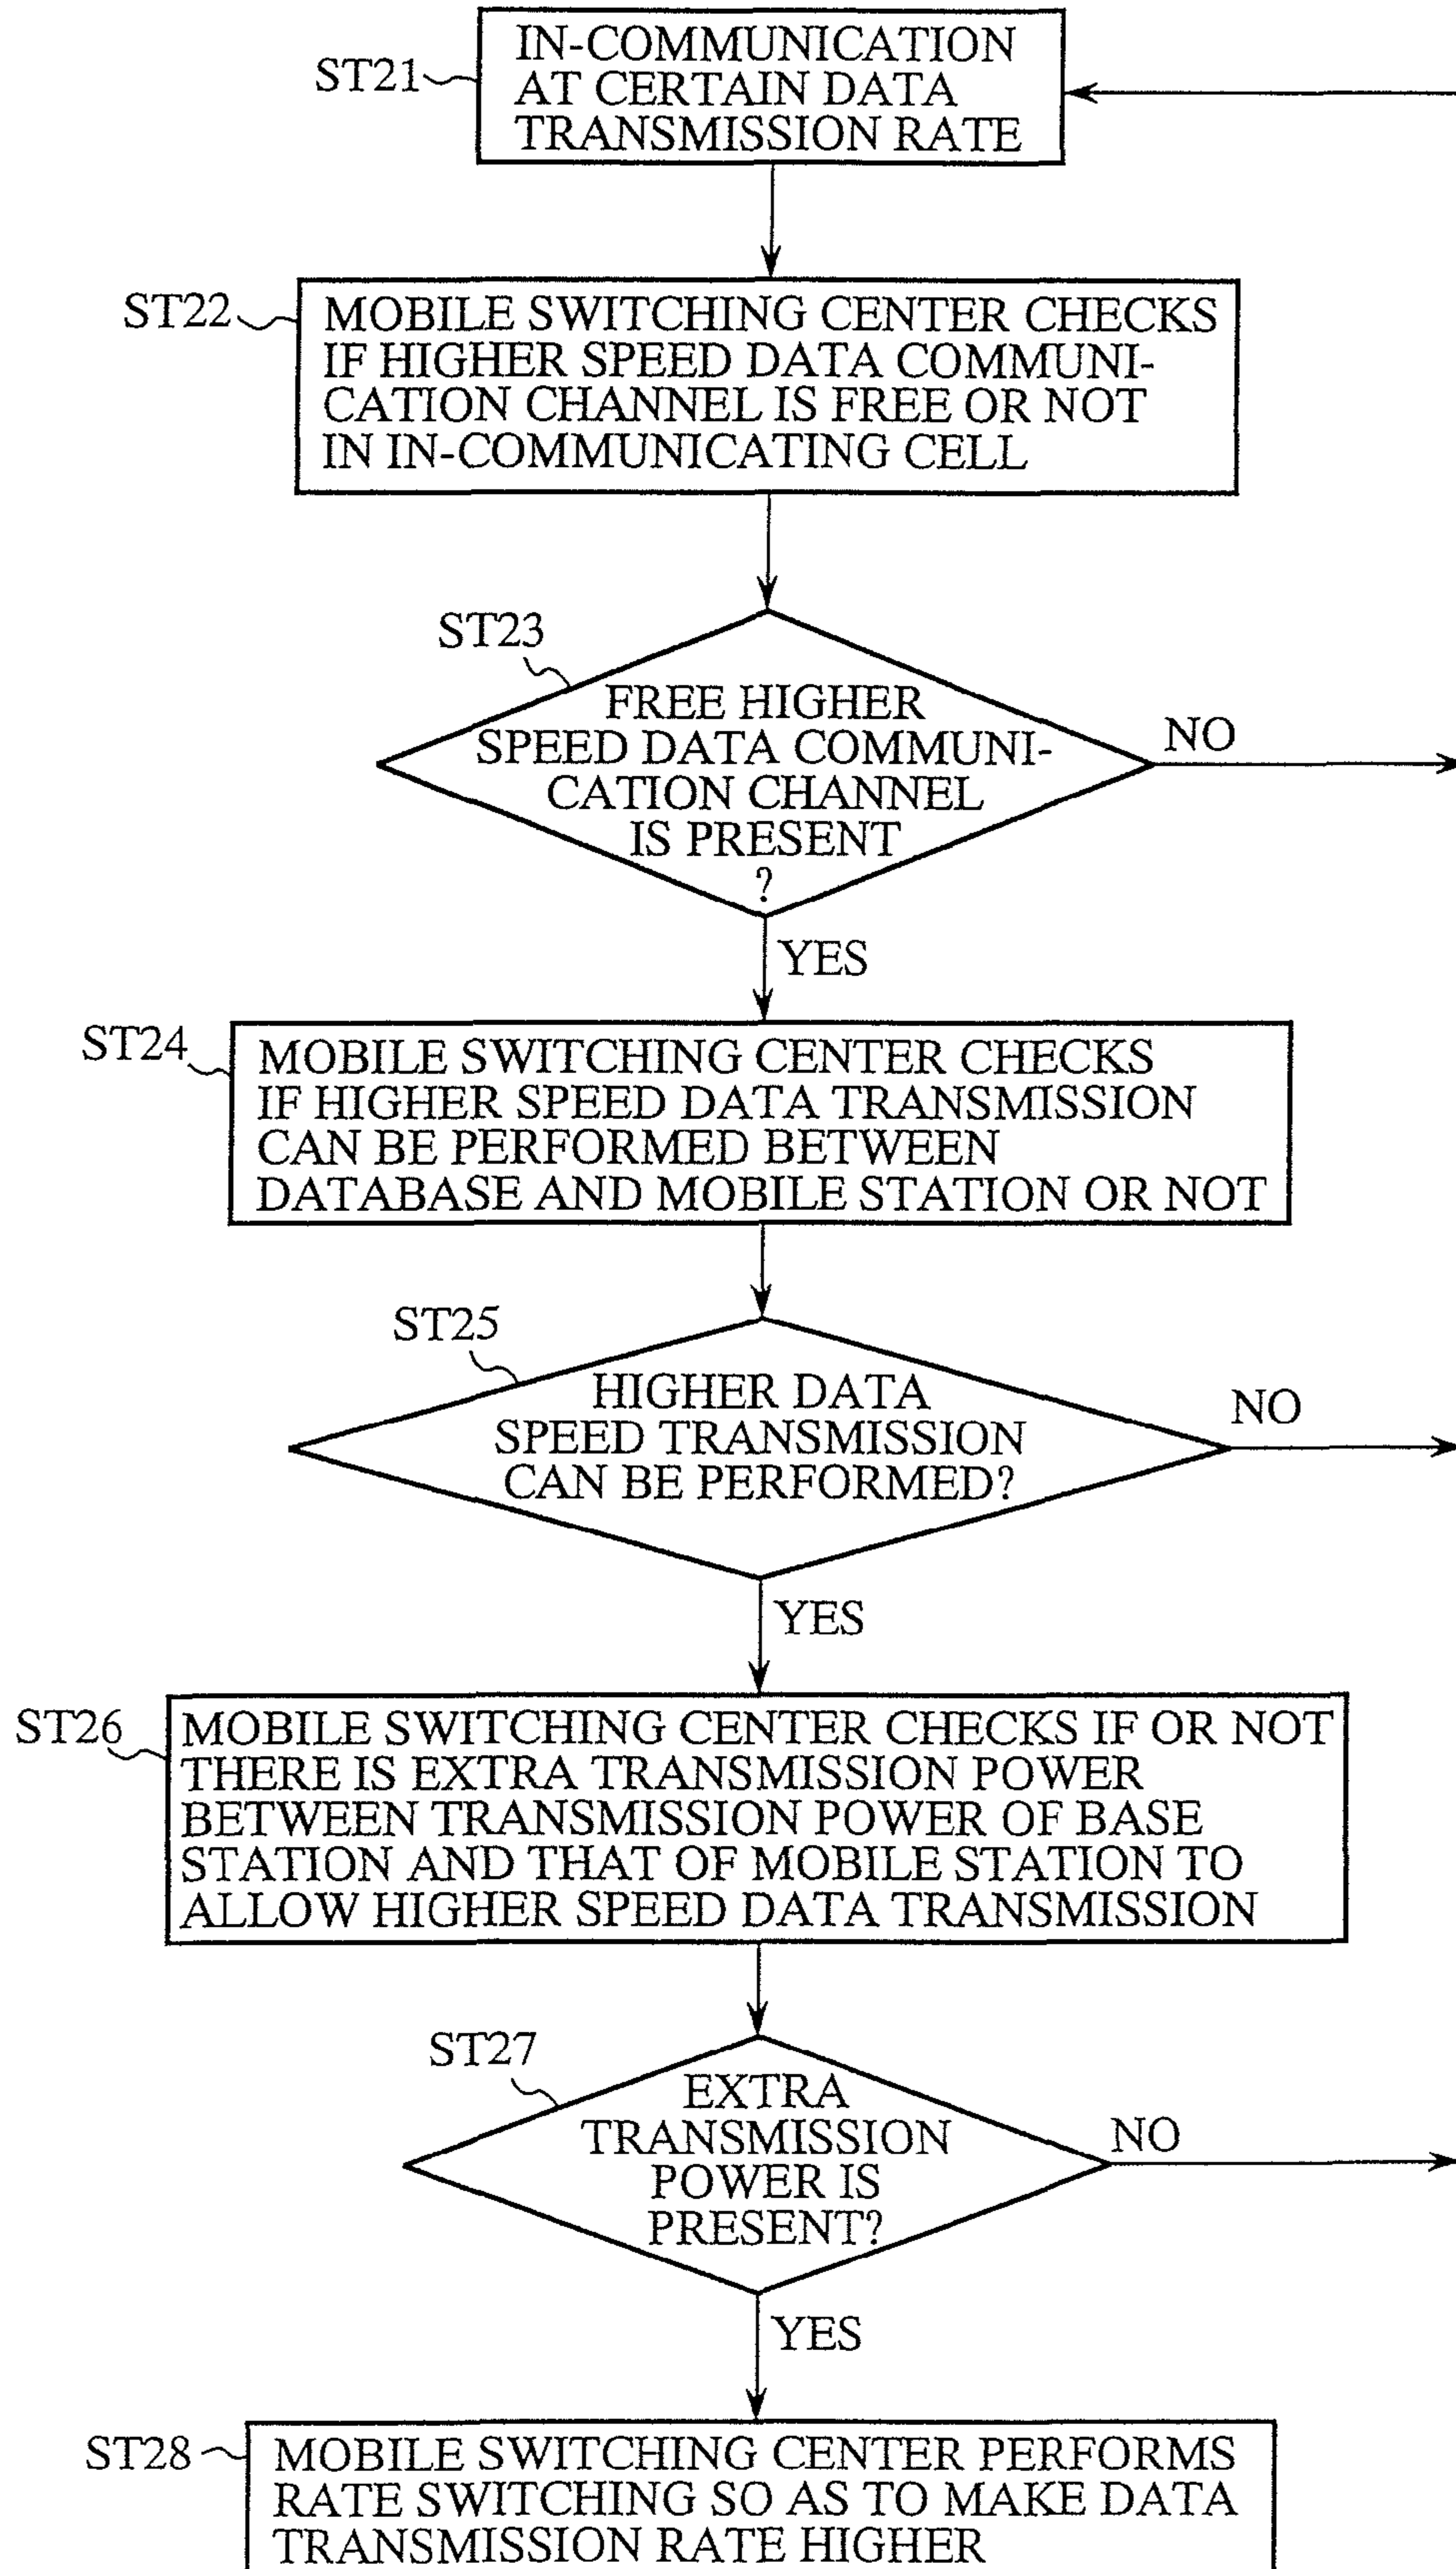 ST21
IN-COMMUNICATION
AT CERTAIN DATA
TRANSMISSION RATE
ST22
MOBILE SWITCHING CENTER CHECKS
IF HIGHER SPEED DATA COMMUNI-
CATION CHANNEL IS FREE OR NOT
IN IN-COMMUNICATING CELL
ST23
FREE HIGHER
SPEED DATA COMMUNI-
CATION CHANNEL
IS PRESENT
?
NO
YES
ST24
MOBILE SWITCHING CENTER CHECKS
IF HIGHER SPEED DATA TRANSMISSION
CAN BE PERFORMED BETWEEN
DATABASE AND MOBILE STATION OR NOT
ST25
HIGHER DATA
SPEED TRANSMISSION
CAN BE PERFORMED?
NO
YES
ST26
MOBILE SWITCHING CENTER CHECKS IF OR NOT
THERE IS EXTRA TRANSMISSION POWER
BETWEEN TRANSMISSION POWER OF BASE
STATION AND THAT OF MOBILE STATION TO
ALLOW HIGHER SPEED DATA TRANSMISSION
ST27
EXTRA
TRANSMISSION
POWER IS
PRESENT?
NO
YES
ST28
MOBILE SWITCHING CENTER PERFORMS
RATE SWITCHING SO AS TO MAKE DATA
TRANSMISSION RATE HIGHER